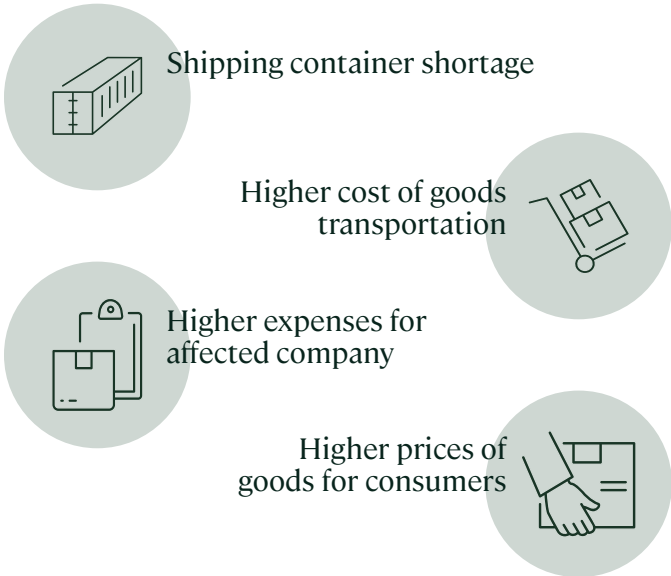 Shipping container shortage
Higher cost of goods
transportation
Higher expenses for
affected company
Higher prices of
goods for consumers